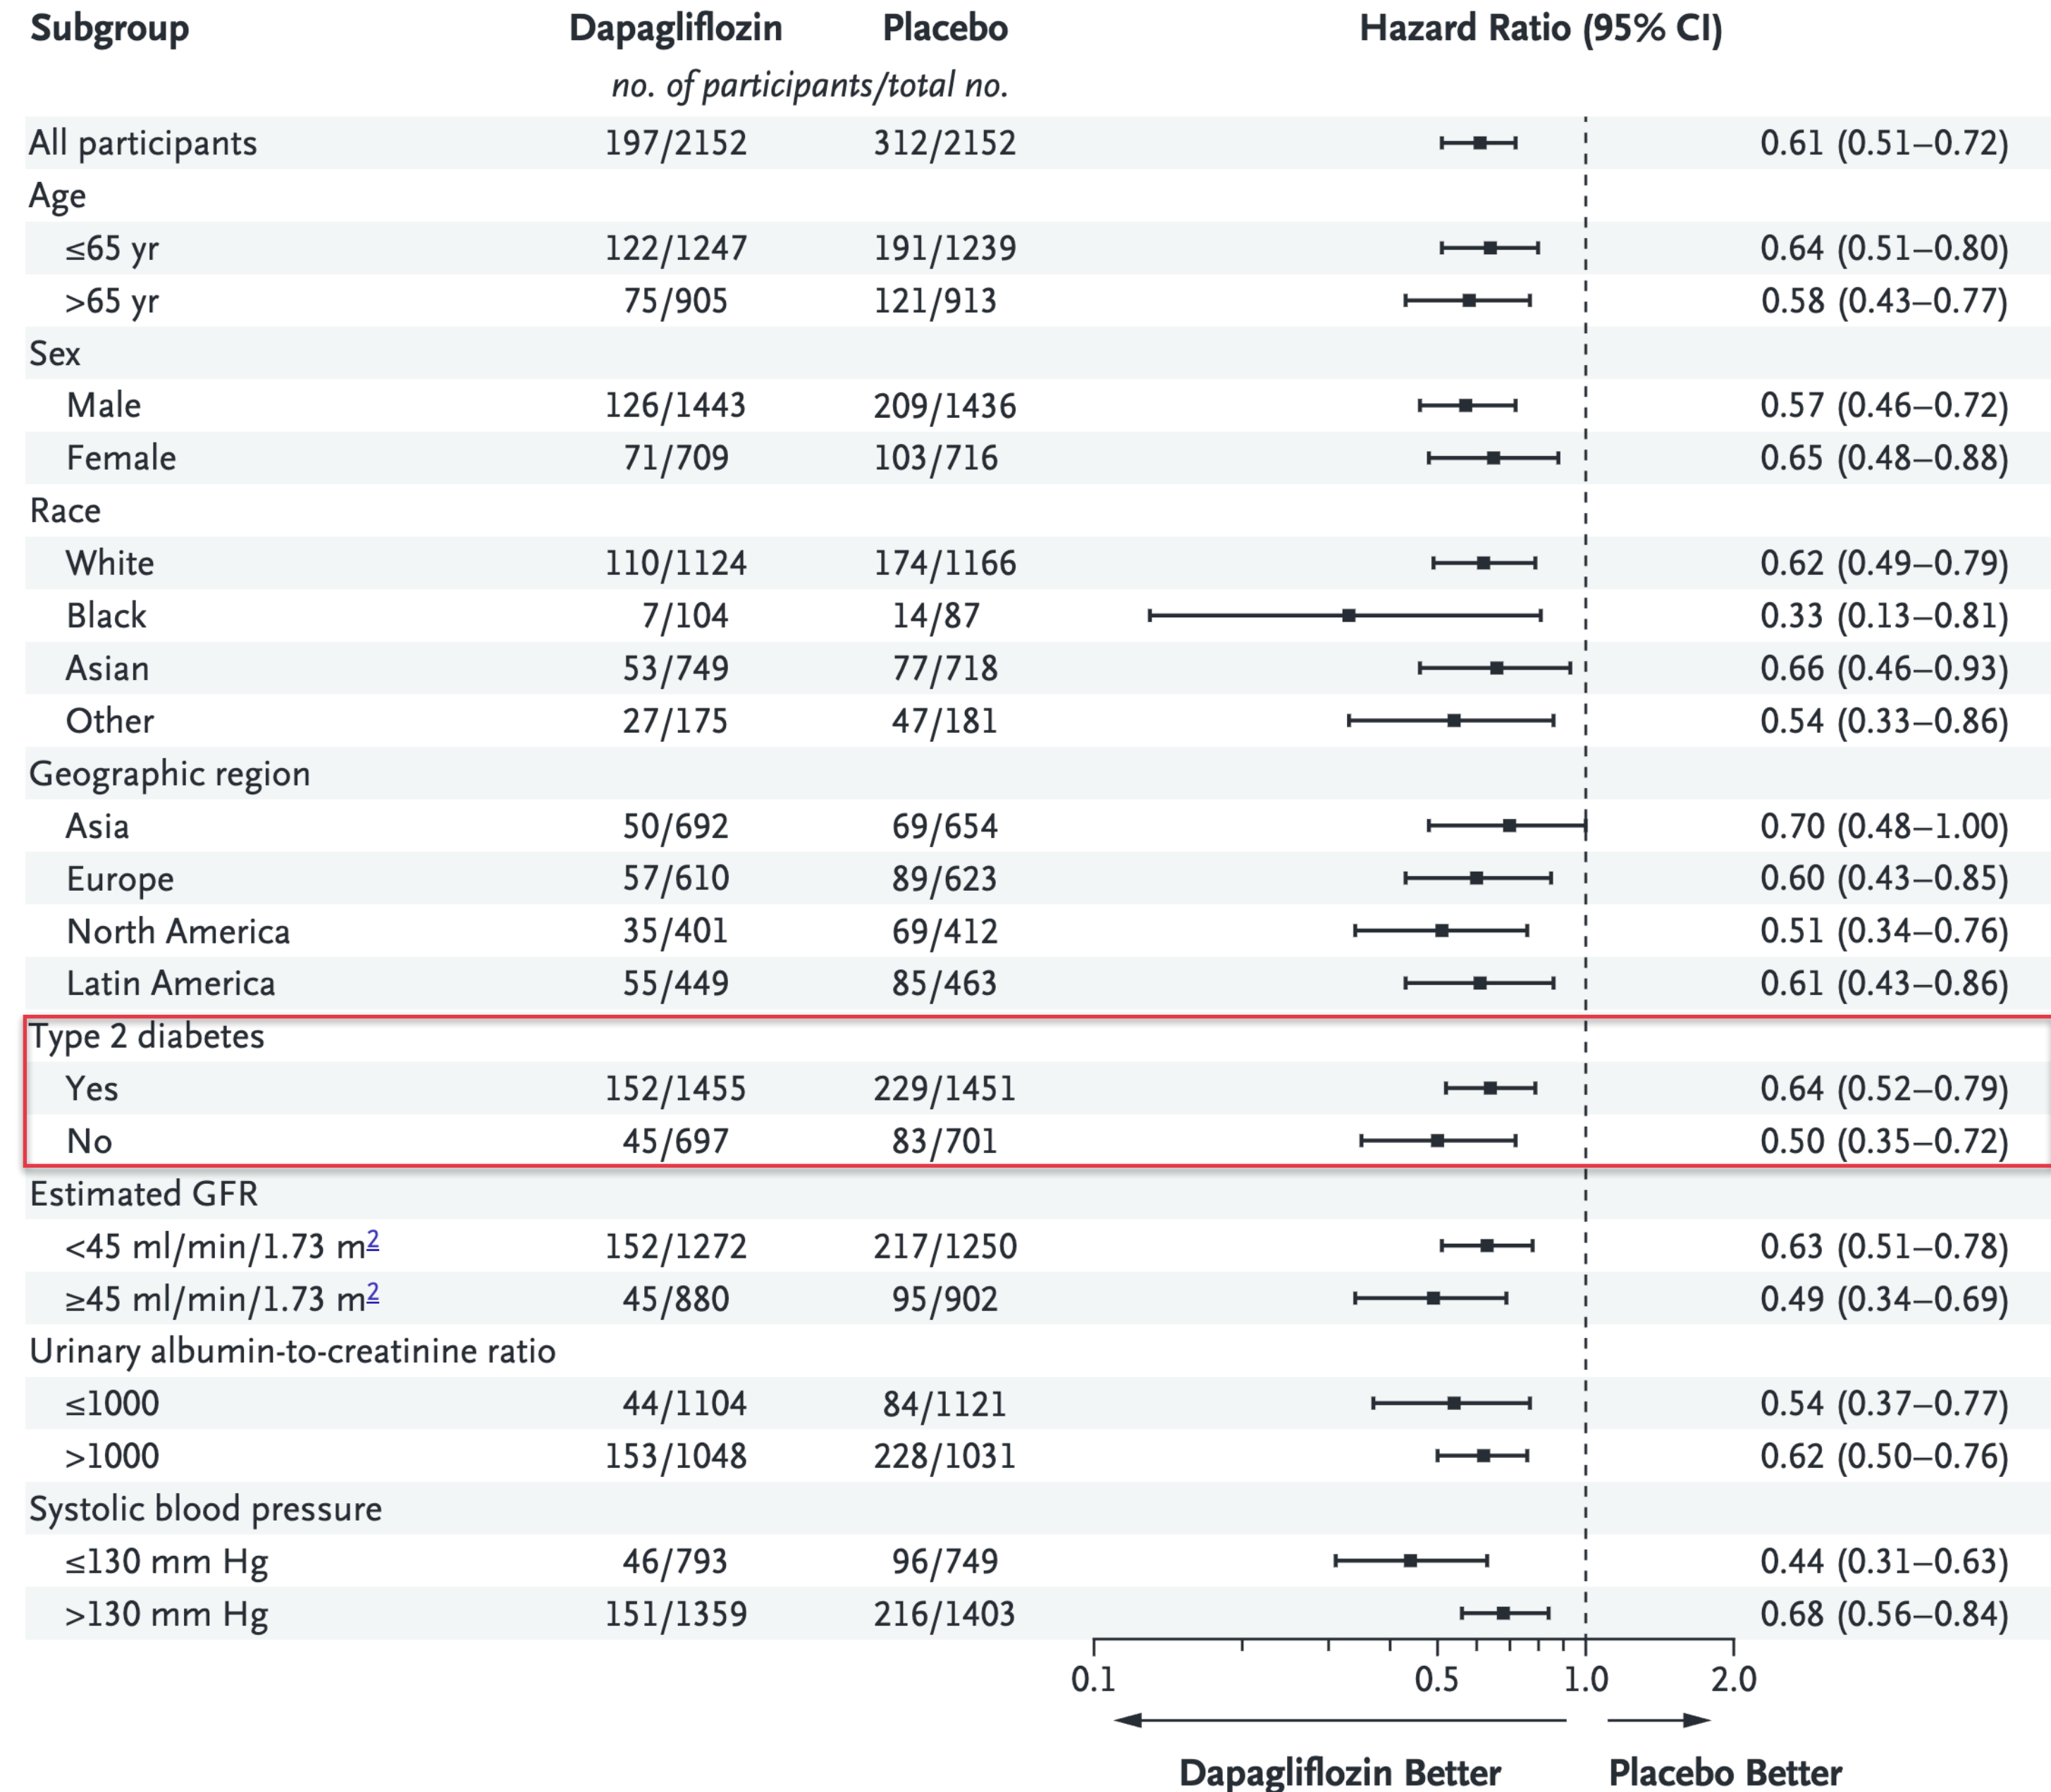 Subgroup Dapagliflozin Placebo Hazard Ratio (95% CI)
no. of participants/total no.
All participants 197/2152 312/2152 0.61 (0.51–0.72)
Age
≤65 yr 122/1247 191/1239 0.64 (0.51–0.80)
>65 yr 75/905 121/913 0.58 (0.43–0.77)
Sex
Male 126/1443 209/1436 0.57 (0.46–0.72)
Female 71/709 103/716 0.65 (0.48–0.88)
Race
White 110/1124 174/1166 0.62 (0.49–0.79)
Black 7/104 14/87 0.33 (0.13–0.81)
Asian 53/749 77/718 0.66 (0.46–0.93)
Other 27/175 47/181 0.54 (0.33–0.86)
Geographic region
Asia 50/692 69/654 0.70 (0.48–1.00)
Europe 57/610 89/623 0.60 (0.43–0.85)
North America 35/401 69/412 0.51 (0.34–0.76)
Latin America 55/449 85/463 0.61 (0.43–0.86)
Type 2 diabetes
Yes 152/1455 229/1451 0.64 (0.52–0.79)
No 45/697 83/701 0.50 (0.35–0.72)
Estimated GFR
<45 ml/min/1.73 m² 152/1272 217/1250 0.63 (0.51–0.78)
≥45 ml/min/1.73 m² 45/880 95/902 0.49 (0.34–0.69)
Urinary albumin-to-creatinine ratio
≤1000 44/1104 84/1121 0.54 (0.37–0.77)
>1000 153/1048 228/1031 0.62 (0.50–0.76)
Systolic blood pressure
≤130 mm Hg 46/793 96/749 0.44 (0.31–0.63)
>130 mm Hg 151/1359 216/1403 0.68 (0.56–0.84)
0.1 0.5 1.0 2.0
Dapagliflozin Better Placebo Better